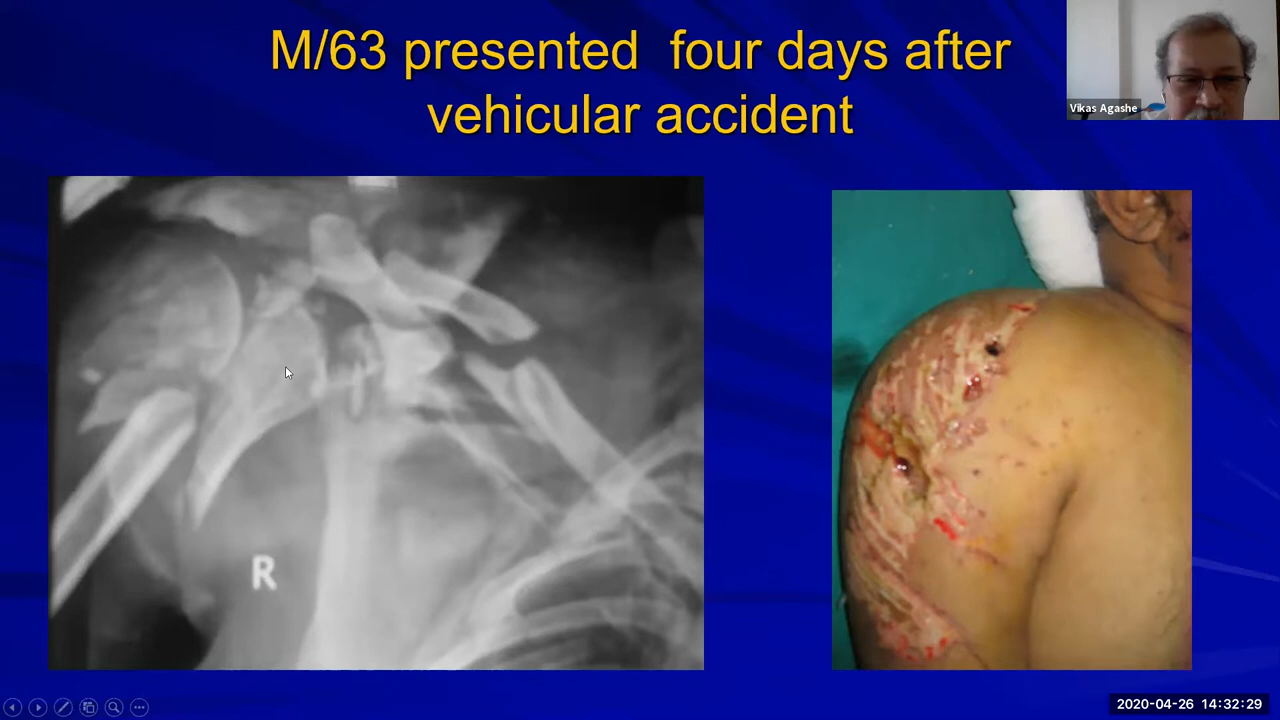 M/63 presented  four days after
vehicular accident
Vikas Agashe
R
2020-04-26 14:32:29